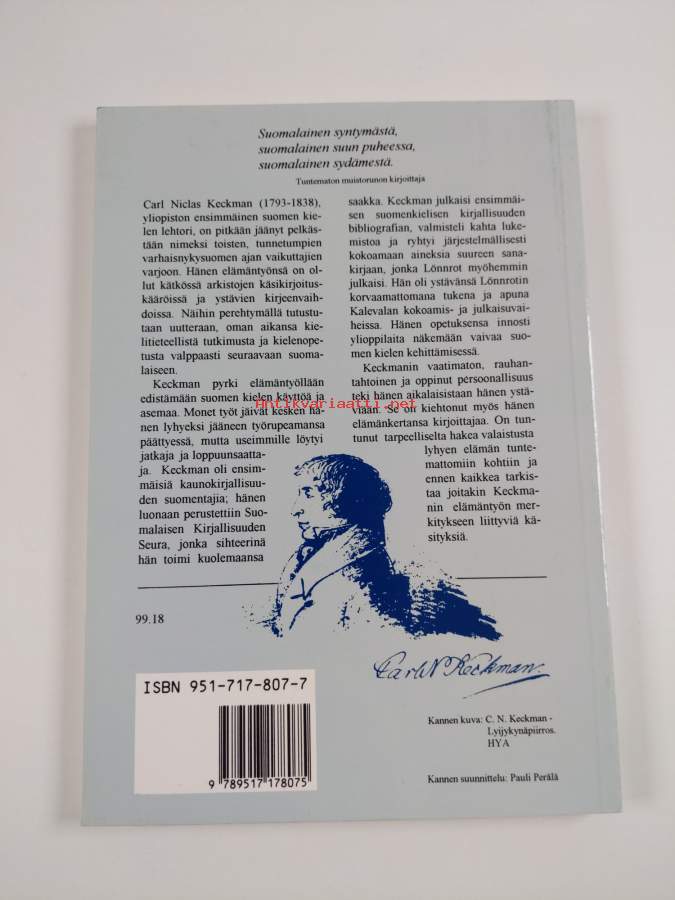 Suomalainen syntymästä,
suomalainen suun puheessa,
suomalainen sydämestä.
Tuntematon muistorunon kirjoittaja
Carl Niclas Keckman (1793-1838),
yliopiston ensimmäinen suomen kie-
len lehtori, on pitkään jäänyt pelkäs-
tään nimeksi toisten, tunnetumpien
varhaisnykysuomen ajan vaikuttajien
varjoon. Hänen elämäntyönsä on ol-
lut kätkössä arkistojen käsikirjoitus-
kääröissä ja ystävien kirjeenvaih-
doissa. Näihin perehtymällä tutustu-
taan uutteraan, oman aikansa kie-
litieteellistä tutkimusta ja kielenope-
tusta valppaasti seuraavaan suoma-
laiseen.
Keckman pyrki elämäntyöllään
edistämään suomen kielen käyttöä ja
asemaa. Monet työt jäivät kesken hä-
nen lyhyeksi jääneen työrupeamansa
päättyessä, mutta useimmille löytyi
jatkaja ja loppuunsaatta-
ja. Keckman oli ensim-
mäisiä kaunokirjallisuu-
den suomentajia; hänen
luonaan perustettiin Suo-
malaisen Kirjallisuuden
Seura, jonka sihteerinä
hän toimi kuolemaansa
saakka. Keckman julkaisi ensimmäi-
sen suomenkielisen kirjallisuuden
bibliografian, valmisteli kahta luke-
mistoa ja ryhtyi järjestelmällisesti
kokoamaan aineksia suureen sana-
kirjaan, jonka Lönnrot myöhemmin
julkaisi. Hän oli ystävänsä Lönnrotin
korvaamattomana tukena ja apuna
Kalevalan kokoamis- ja julkaisuvai-
heissa. Hänen opetuksensa innosti
ylioppilaita näkemään vaivaa suo-
men kielen kehittämisessä.
Keckmanin vaatimaton, rauhan-
tahtoinen ja oppinut persoonallisuus
teki hänen aikalaisistaan hänen ystä-
viään. Se on kiehtonut myös hänen
elämänkertansa kirjoittajaa. On tun-
tunut tarpeelliselta hakea valaistusta
lyhyen elämän tunte-
mattomiin kohtiin ja
ennen kaikkea tarkis-
taa joitakin Keckma-
nin elämäntyön mer-
kitykseen liittyviä kä-
sityksiä.
Antikvariaatti.net
99.18
Carl N Keckman.
ISBN 951-717-807-7
9 789517 178075
Kannen kuva: C. N. Keckman -
Lyijykynäpiirros.
HYA
Kannen suunnittelu: Pauli Perälä